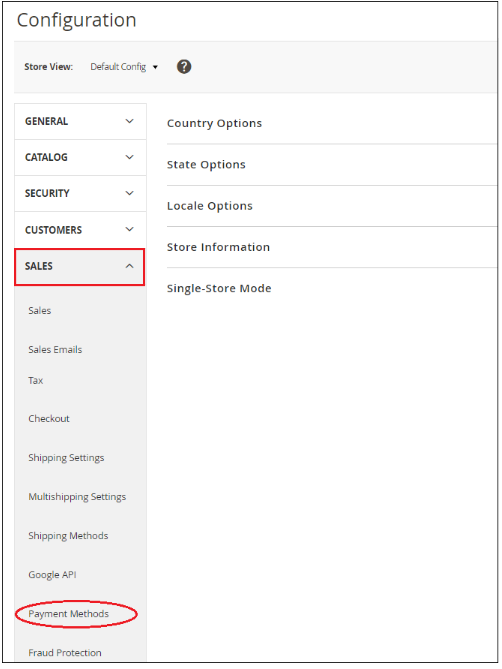 Configuration
Store View: Default Config ?
GENERAL
CATALOG
SECURITY
CUSTOMERS
SALES
Sales
Sales Emails
Tax
Checkout
Shipping Settings
Multishipping Settings
Shipping Methods
Google API
Payment Methods
Fraud Protection
Country Options
State Options
Locale Options
Store Information
Single-Store Mode